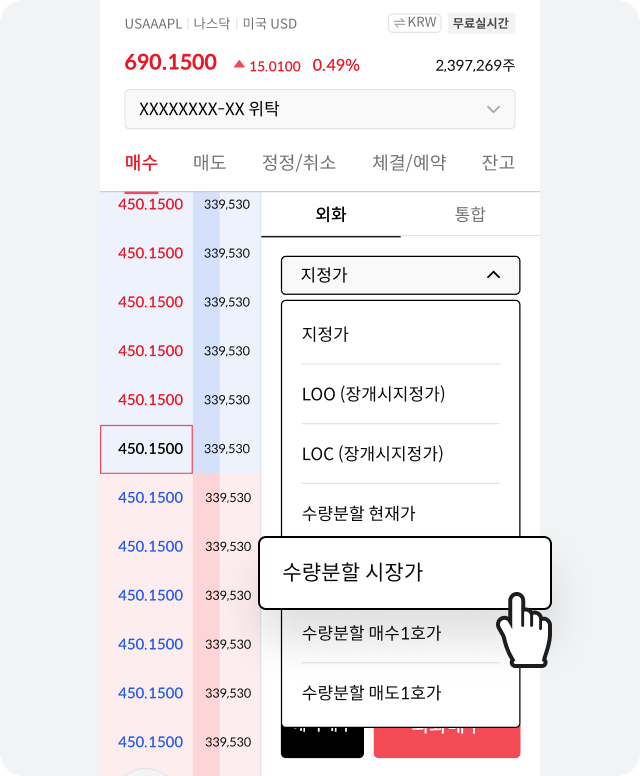 USAAAPL 나스닥 미국 USD KRW 무료실시간
690.1500 15.0100 0.49% 2,397,269주
XXXXXXXX-XX 위탁
매수 매도 정정/취소 체결/예약 잔고
450.1500 339,530
외화 통합
450.1500 339,530
지정가
450.1500 339,530
지정가
450.1500 339,530
LOO (장개시지정가)
450.1500 339,530
LOC (장개시지정가)
450.1500 339,530
450.1500 339,530
수량분할 현재가
450.1500 339,530
수량분할 시장가
450.1500 339,530
수량분할 매수1호가
450.1500 339,530
수량분할 매도1호가
450.1500 339,530
450.1500 339,530